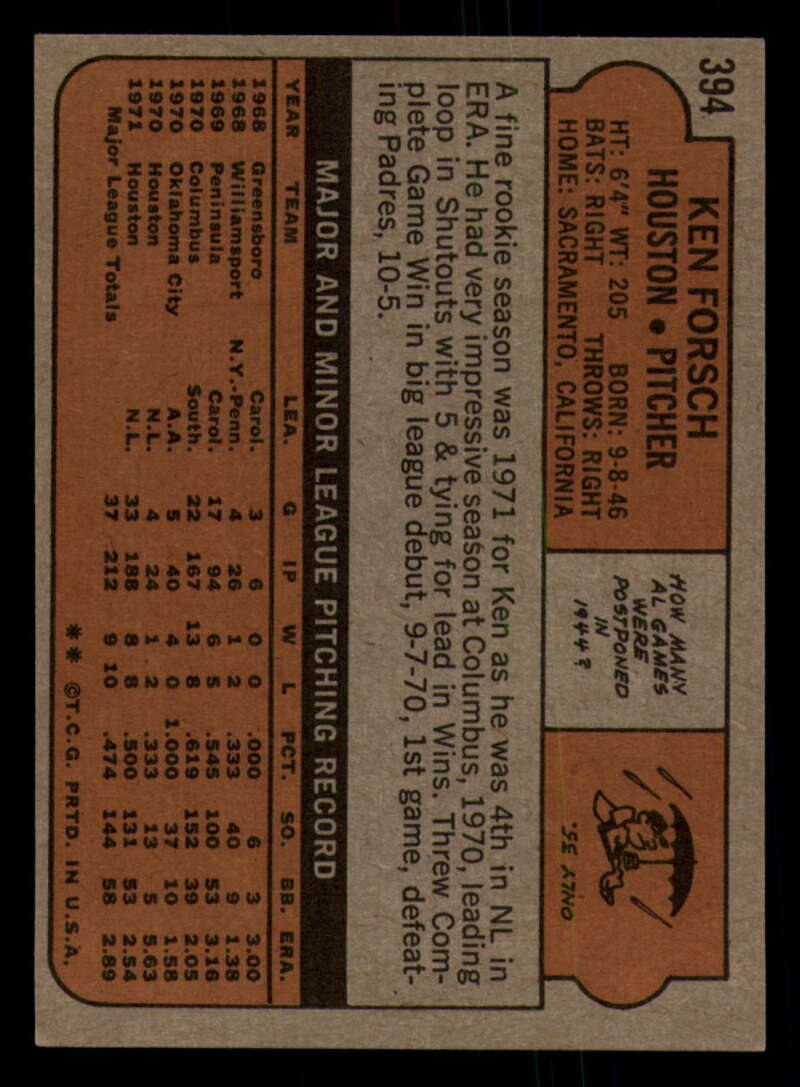 394
KEN FORSCH
HOUSTON • PITCHER
HT: 6'4" WT: 205 BORN: 9-8-46
BATS: RIGHT THROWS: RIGHT
HOME: SACRAMENTO, CALIFORNIA
HOW MANY
AL GAMES
WERE
POSTPONED
IN
1944?
ONLY 35.
A fine rookie season was 1971 for Ken as he was 4th in NL in
ERA. He had very impressive season at Columbus, 1970, leading
loop in Shutouts with 5 & tying for lead in Wins. Threw Com-
plete Game Win in big league debut, 9-7-70, 1st game, defeat-
ing Padres, 10-5.
MAJOR AND MINOR LEAGUE PITCHING RECORD
YEAR TEAM LEA. G IP W L PCT. SO. BB. ERA.
1968 Greensboro Carol. 3 6 0 0 .000 6 3 3.00
1968 Williamsport N.Y.-Penn. 4 26 1 2 .333 40 9 1.38
1969 Peninsula Carol. 17 94 6 5 .545 100 53 3.16
1970 Columbus South. 22 167 13 8 .619 152 39 2.05
1970 Oklahoma City A.A. 5 40 4 0 1.000 37 10 1.58
1970 Houston N.L. 4 24 1 2 .333 13 5 5.63
1971 Houston N.L. 33 188 8 8 .500 131 53 2.54
Major League Totals 37 212 9 10 .474 144 58 2.89
** ©T.C.G. PRTD. IN U.S.A.